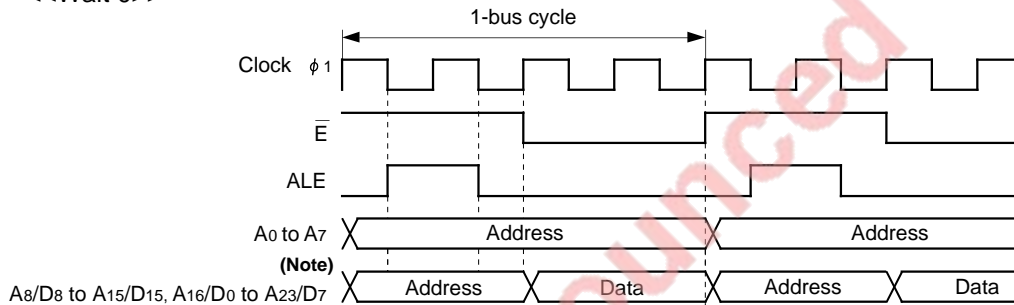 1-bus cycle
Clock ϕ1
E
ALE
A0 to A7
Address
Address
(Note)
A8/D8 to A15/D15, A16/D0 to A23/D7
Address
Data
Address
Data
ounced